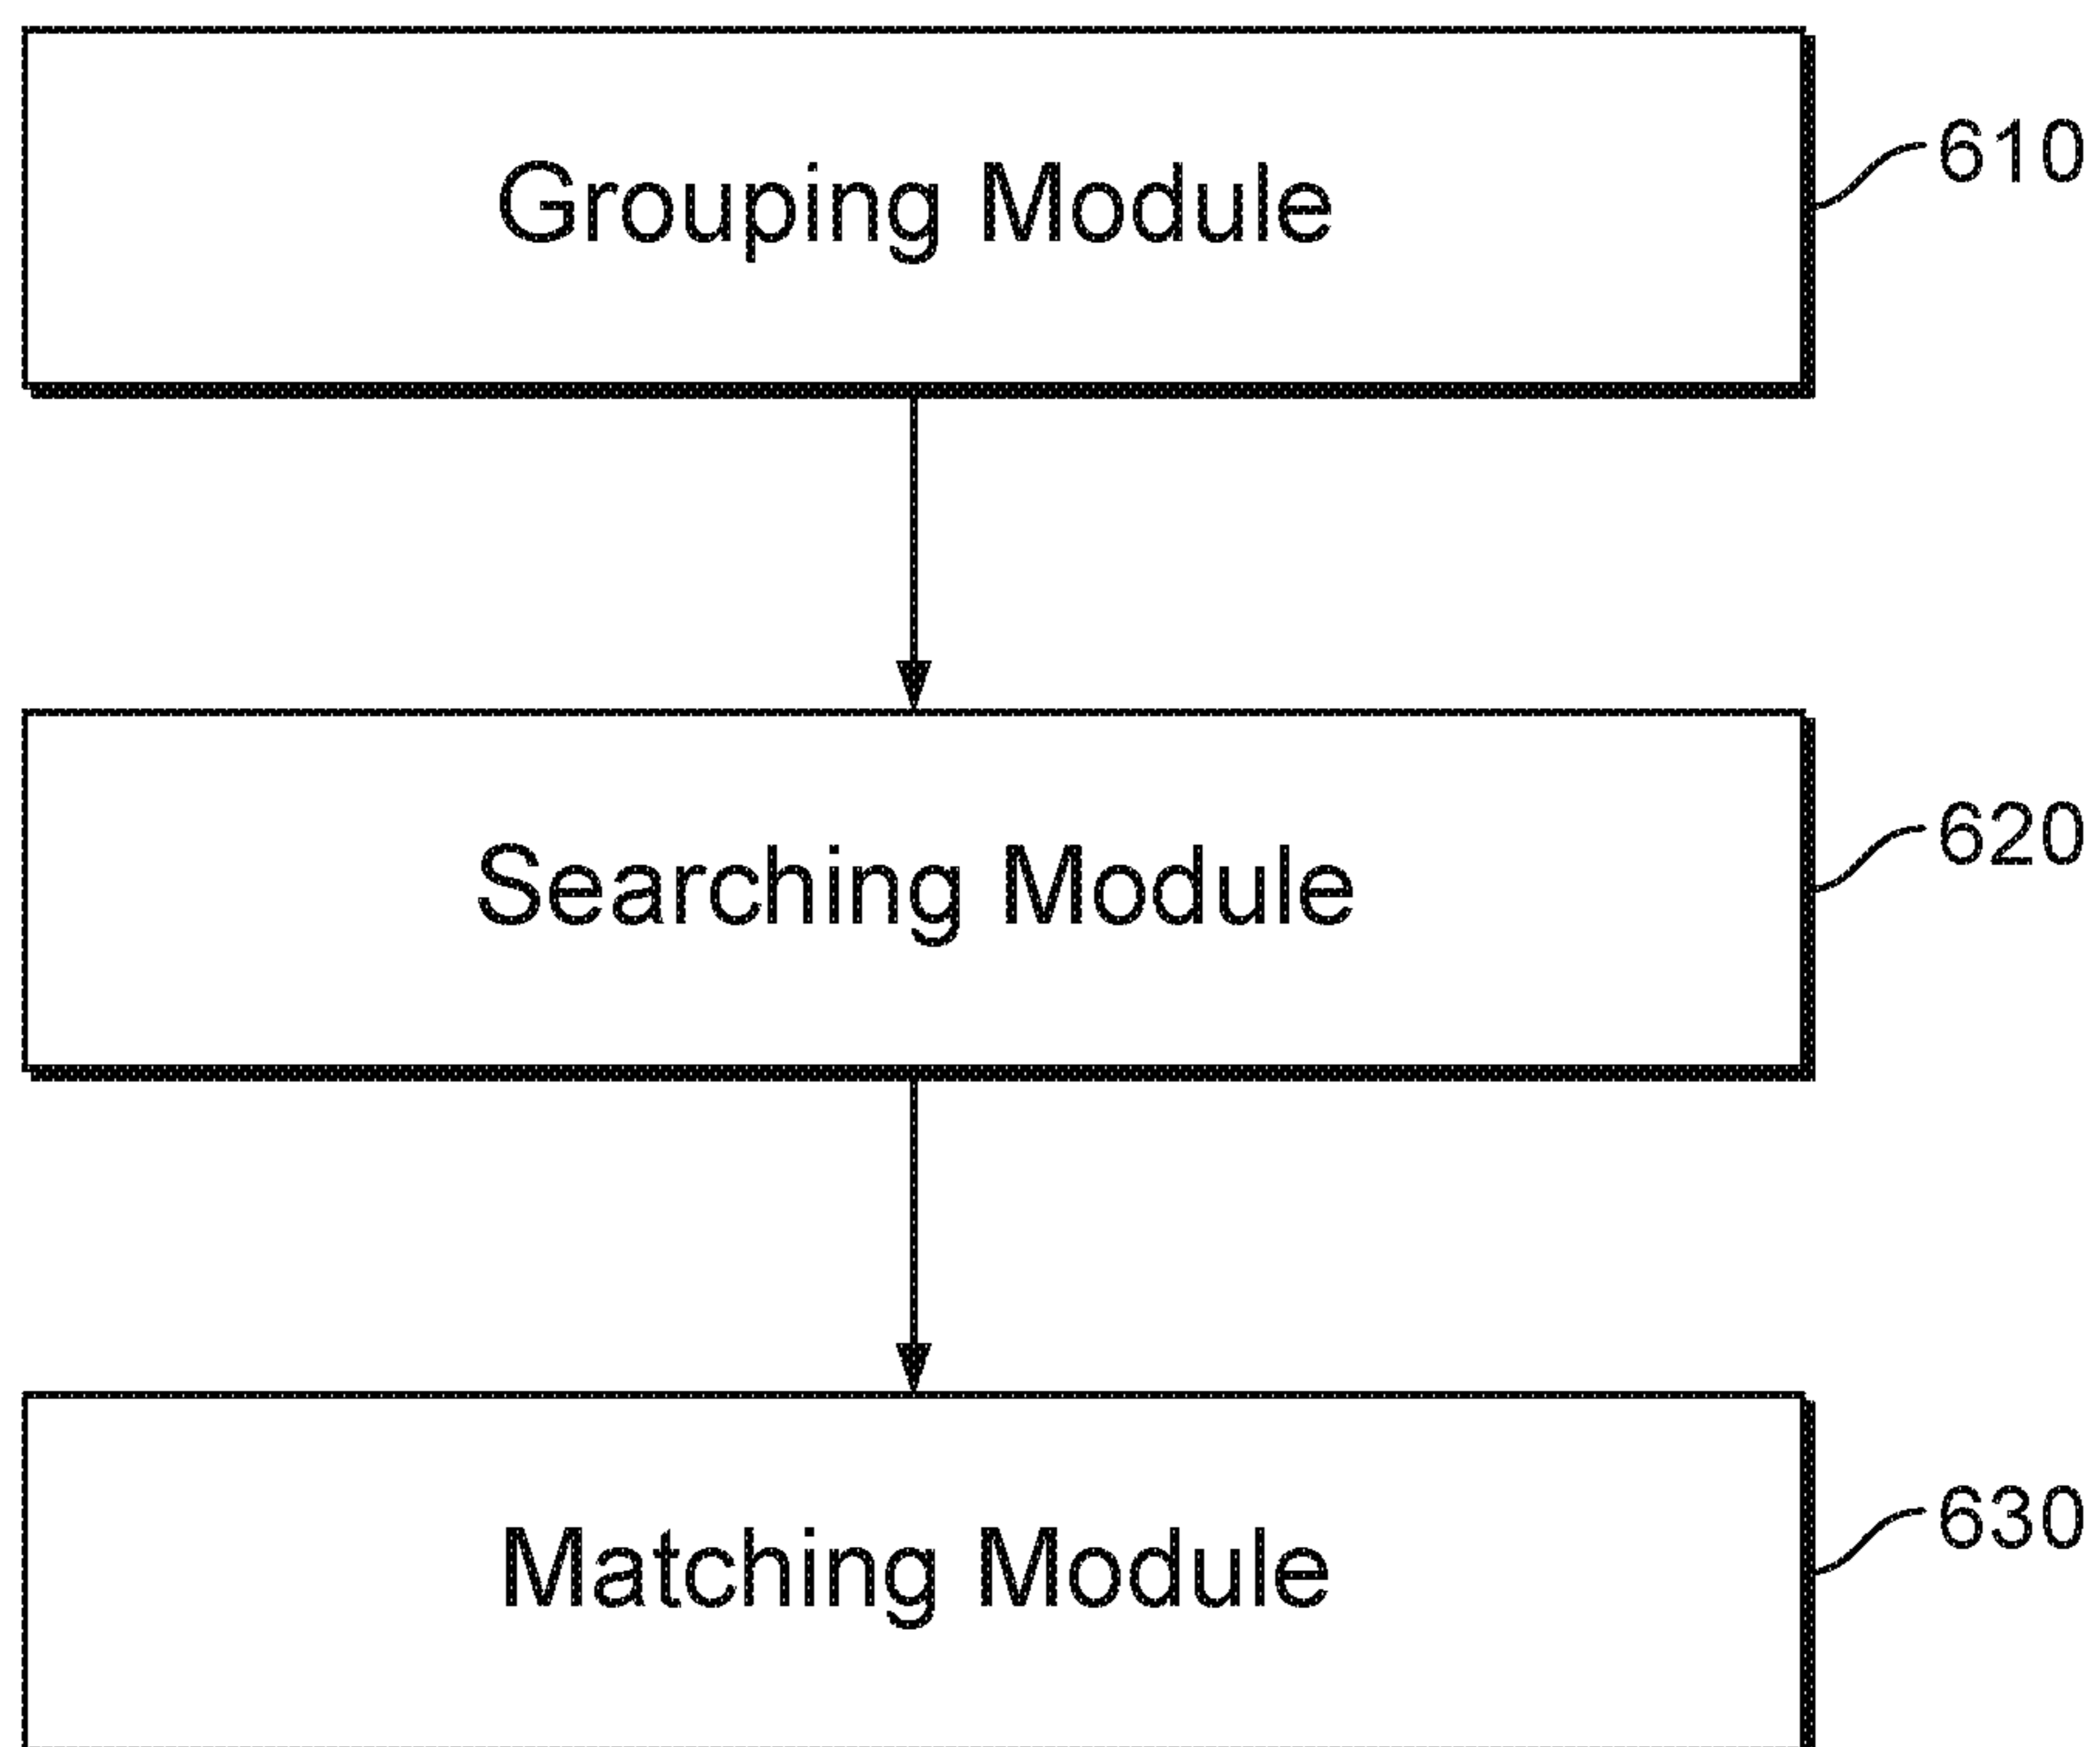 Grouping Module
610
Searching Module
620
Matching Module
630